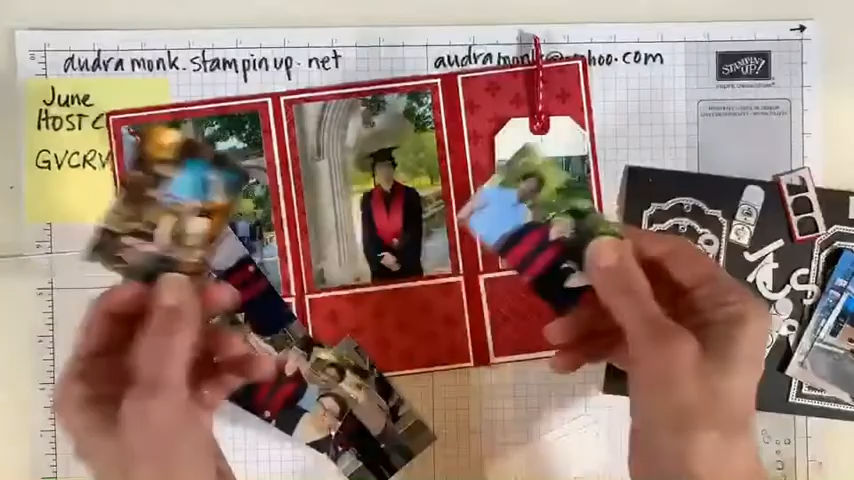 audramonk.stampinup.net
audramonk@yahoo.com
STAMPIN' UP!
June
HOST C
GVCRV